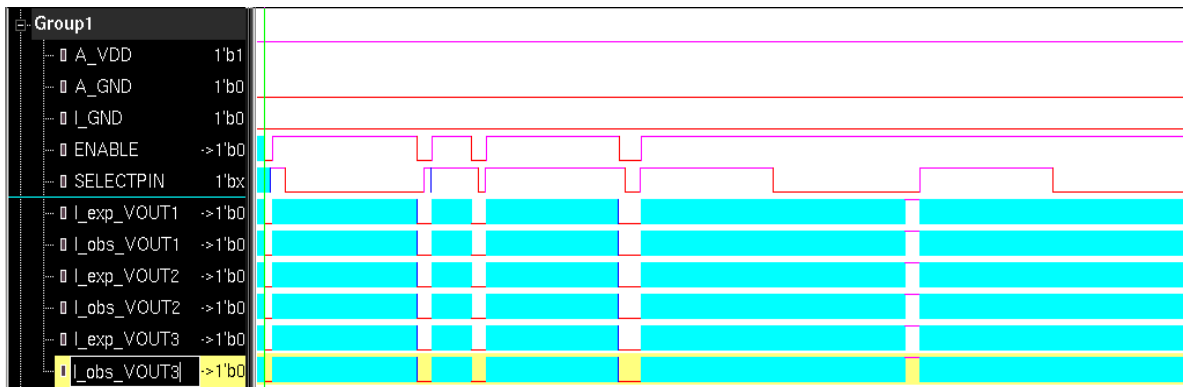 Group1
A_VDD 1'b1
A_GND 1'b0
I_GND 1'b0
ENABLE ->1'b0
SELECTPIN 1'bx
I_exp_VOUT1 ->1'b0
I_obs_VOUT1 ->1'b0
I_exp_VOUT2 ->1'b0
I_obs_VOUT2 ->1'b0
I_exp_VOUT3 ->1'b0
I_obs_VOUT3 ->1'b0